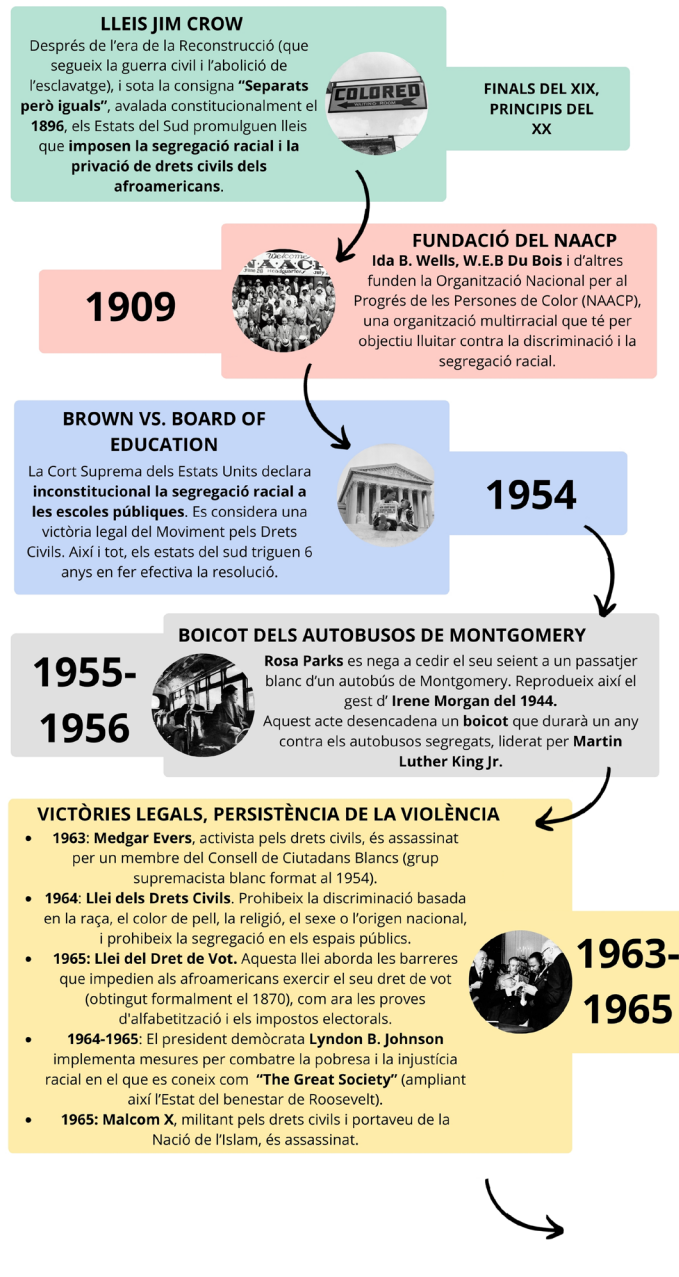 LLEIS JIM CROW
Després de l'era de la Reconstrucció (que
segueix la guerra civil i l'abolició de
l'esclavatge), i sota la consigna "Separats
però iguals", avalada constitucionalment el
1896, els Estats del Sud promulguen lleis
que imposen la segregació racial i la
privació de drets civils dels
afroamericans.
COLORED
WAITING ROOM
FINALS DEL XIX,
PRINCIPIS DEL
XX
FUNDACIÓ DEL NAACP
Ida B. Wells, W.E.B Du Bois i d'altres
funden la Organització Nacional per al
Progrés de les Persones de Color (NAACP),
una organització multirracial que té per
objectiu lluitar contra la discriminació i la
segregació racial.
Welcome
N.A.A.C.P
1909
BROWN VS. BOARD OF
EDUCATION
La Cort Suprema dels Estats Units declara
inconstitucional la segregació racial a
les escoles públiques. Es considera una
victòria legal del Moviment pels Drets
Civils. Així i tot, els estats del sud triguen 6
anys en fer efectiva la resolució.
1954
BOICOT DELS AUTOBUSOS DE MONTGOMERY
1955-
1956
Rosa Parks es nega a cedir el seu seient a un passatjer
blanc d'un autobús de Montgomery. Reprodueix així el
gest d' Irene Morgan del 1944.
Aquest acte desencadena un boicot que durarà un any
contra els autobusos segregats, liderat per Martin
Luther King Jr.
VICTÒRIES LEGALS, PERSISTÈNCIA DE LA VIOLÈNCIA
• 1963: Medgar Evers, activista pels drets civils, és assassinat
per un membre del Consell de Ciutadans Blancs (grup
supremacista blanc format al 1954).
• 1964: Llei dels Drets Civils. Prohibeix la discriminació basada
en la raça, el color de pell, la religió, el sexe o l'origen nacional,
i prohibeix la segregació en els espais públics.
• 1965: Llei del Dret de Vot. Aquesta llei aborda les barreres
que impedien als afroamericans exercir el seu dret de vot
(obtingut formalment el 1870), com ara les proves
d'alfabetització i els impostos electorals.
• 1964-1965: El president demòcrata Lyndon B. Johnson
implementa mesures per combatre la pobresa i la injustícia
racial en el que es coneix com "The Great Society" (ampliant
així l'Estat del benestar de Roosevelt).
• 1965: Malcom X, militant pels drets civils i portaveu de la
Nació de l'Islam, és assassinat.
1963-
1965